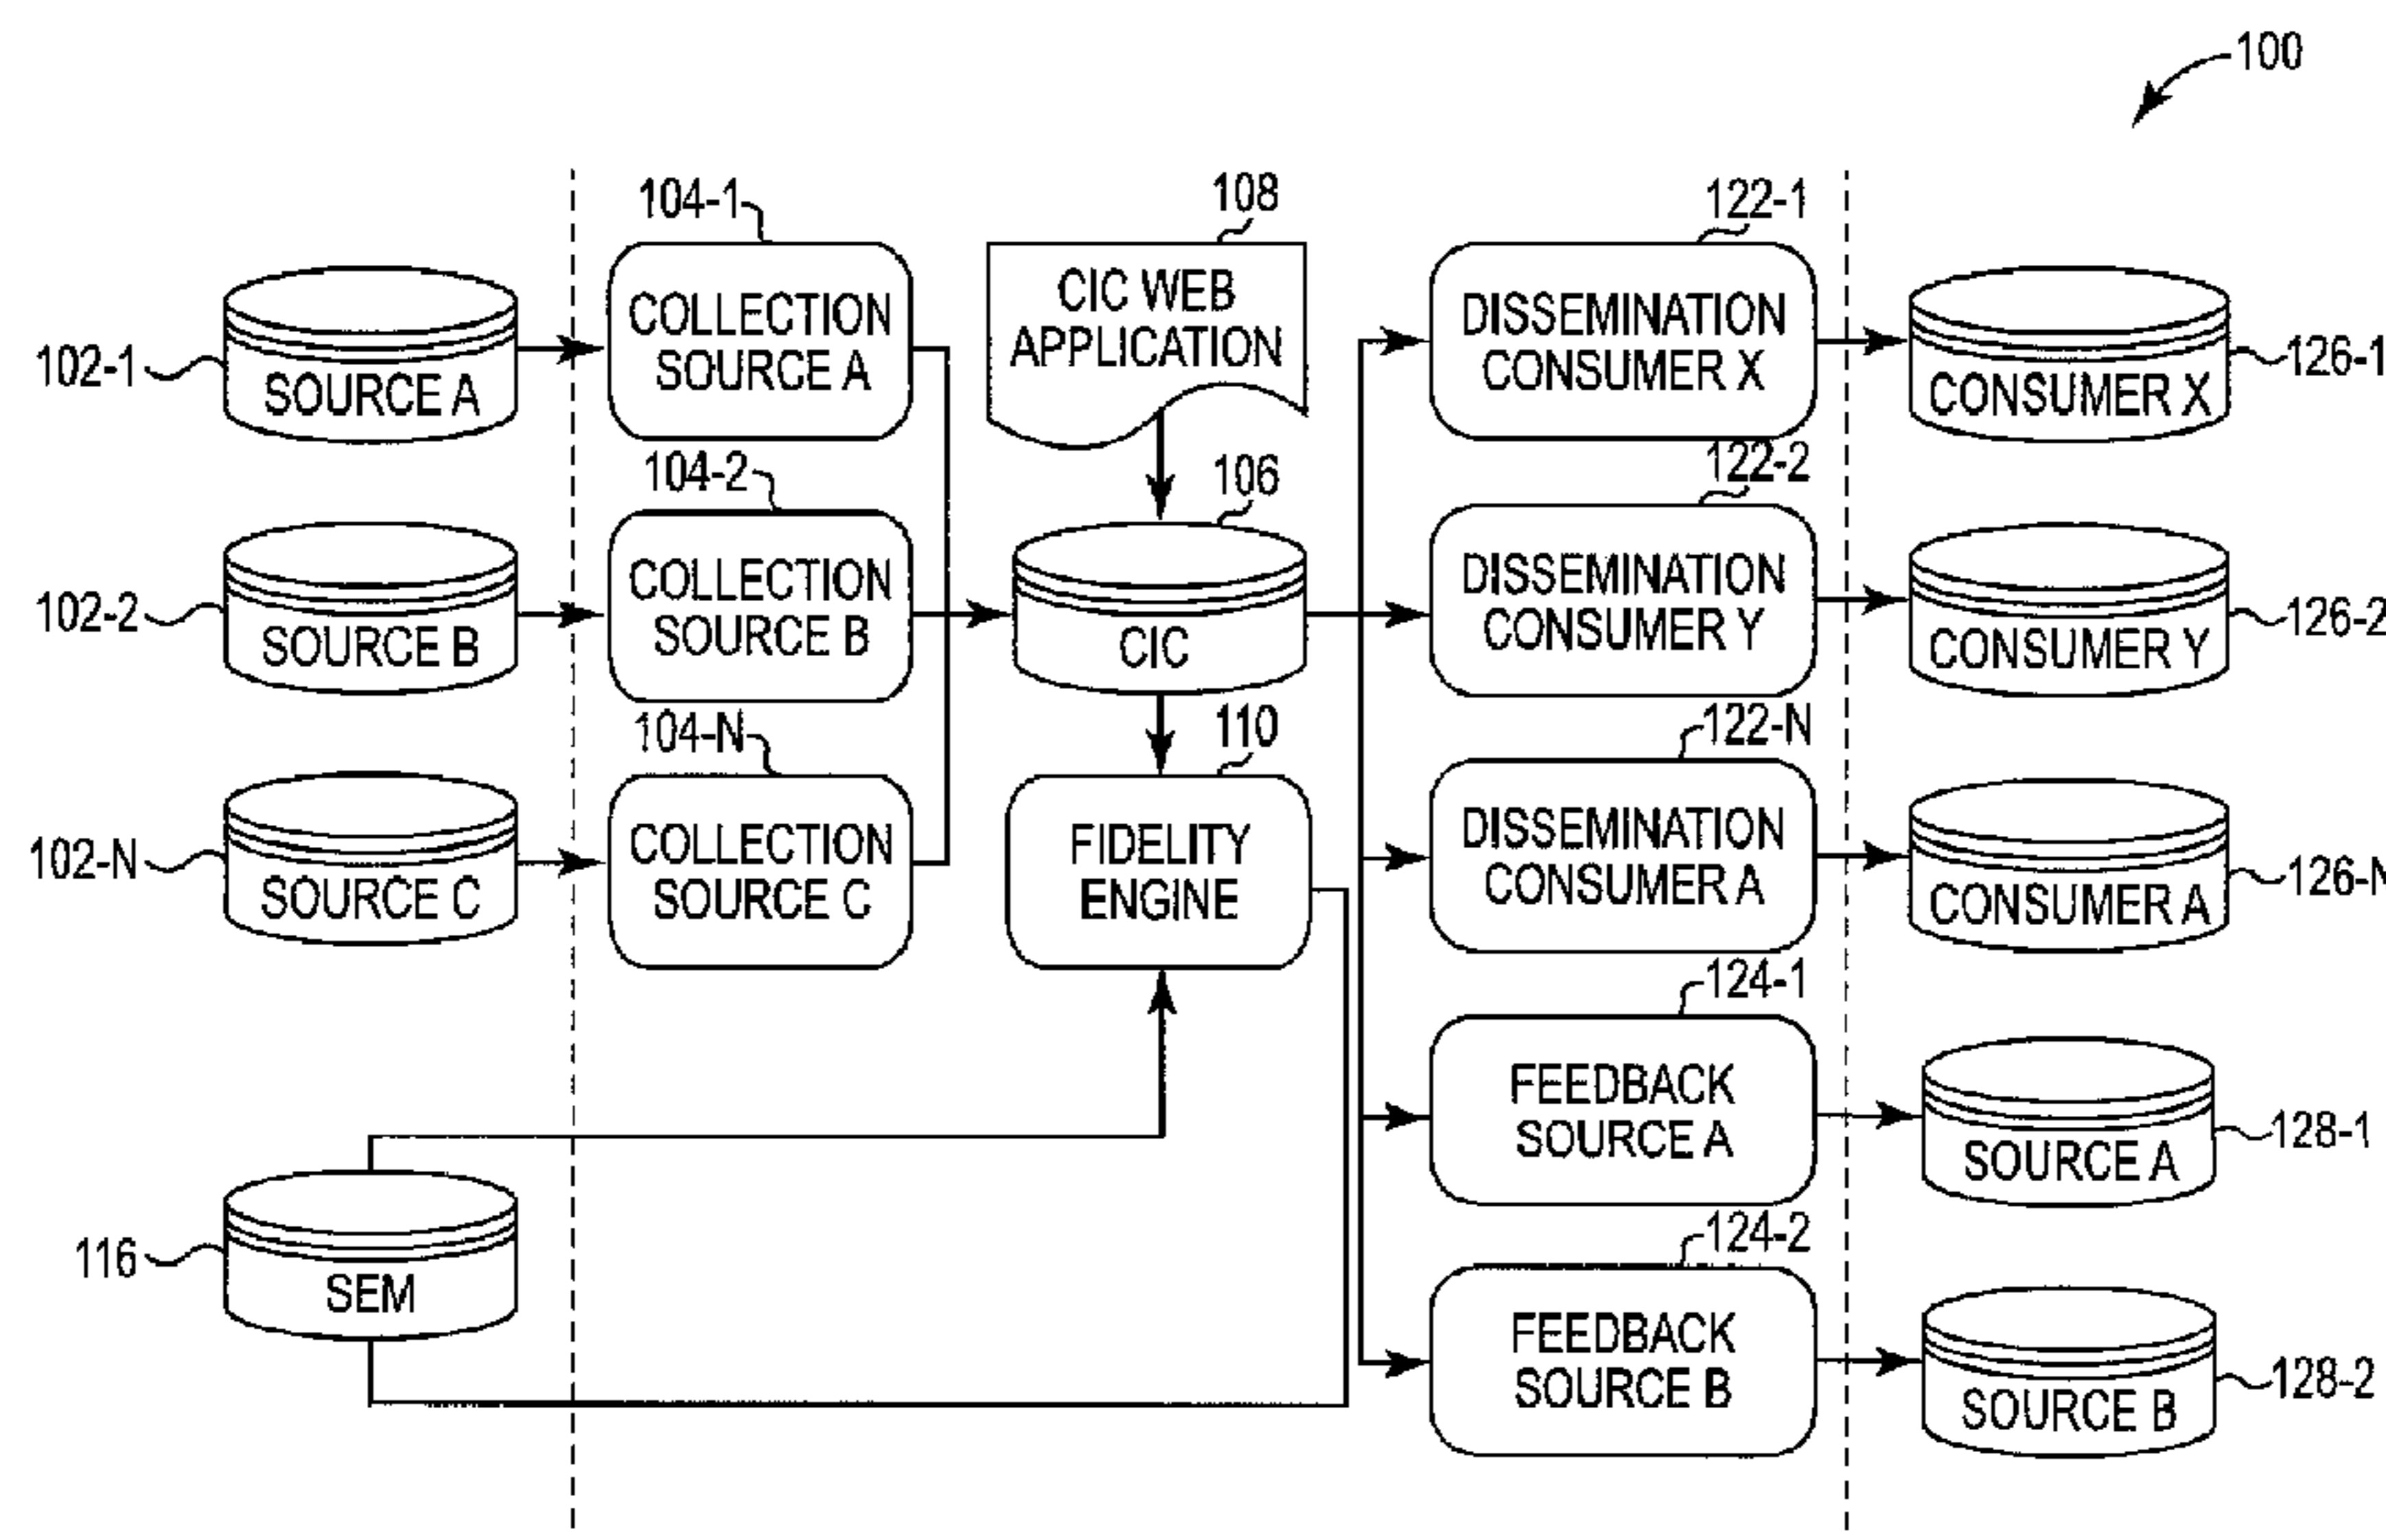 100
104-1
108
122-1
102-1
SOURCE A
COLLECTION
SOURCE A
CIC WEB
APPLICATION
DISSEMINATION
CONSUMER X
CONSUMER X
126-1
104-2
106
122-2
102-2
SOURCE B
COLLECTION
SOURCE B
CIC
DISSEMINATION
CONSUMER Y
CONSUMER Y
126-2
104-N
110
122-N
102-N
SOURCE C
COLLECTION
SOURCE C
FIDELITY
ENGINE
DISSEMINATION
CONSUMER A
CONSUMER A
126-N
124-1
FEEDBACK
SOURCE A
SOURCE A
128-1
116
SEM
124-2
FEEDBACK
SOURCE B
SOURCE B
128-2